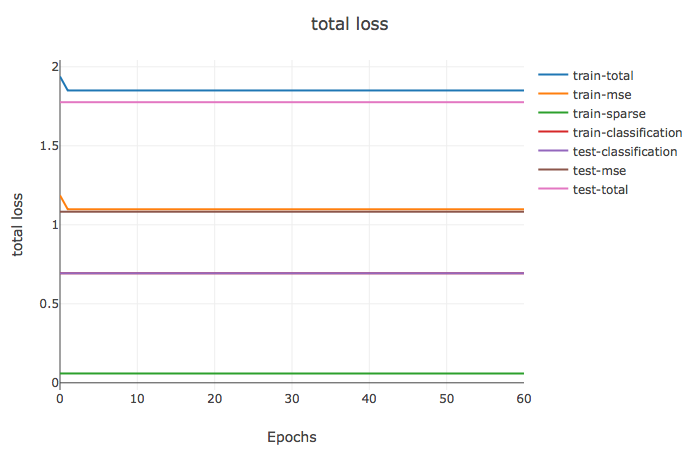 total loss
total loss
2
1.5
1
0.5
0
0 10 20 30 40 50 60
Epochs
train-total
train-mse
train-sparse
train-classification
test-classification
test-mse
test-total